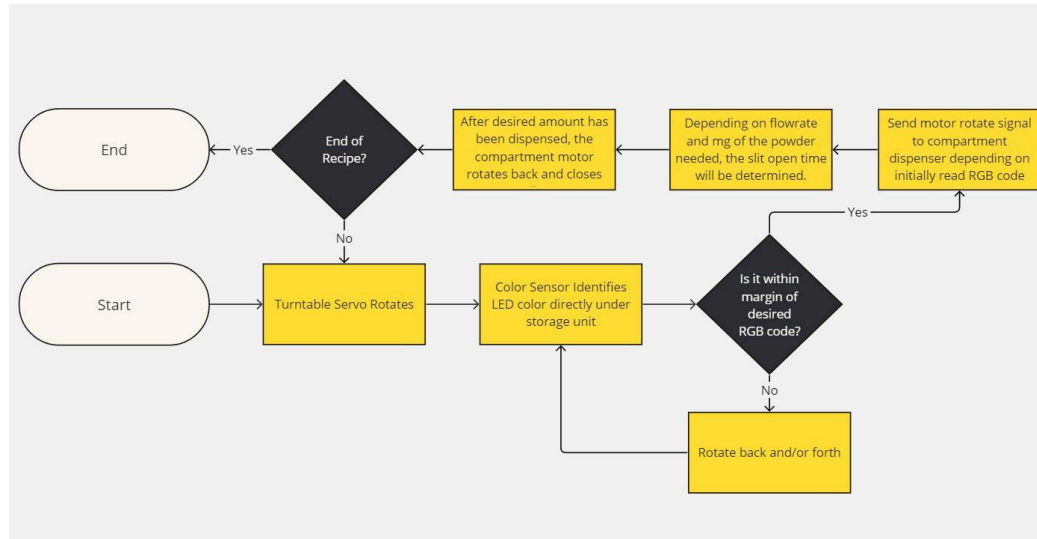 End
Yes
End of
Recipe?
After desired amount has
been dispensed, the
compartment motor
rotates back and closes
Depending on flowrate
and mg of the powder
needed, the slit open time
will be determined.
Send motor rotate signal
to compartment
dispenser depending on
initially read RGB code
Yes
No
Start
Turntable Servo Rotates
Color Sensor Identifies
LED color directly under
storage unit
Is it within
margin of
desired
RGB code?
No
Rotate back and/or forth